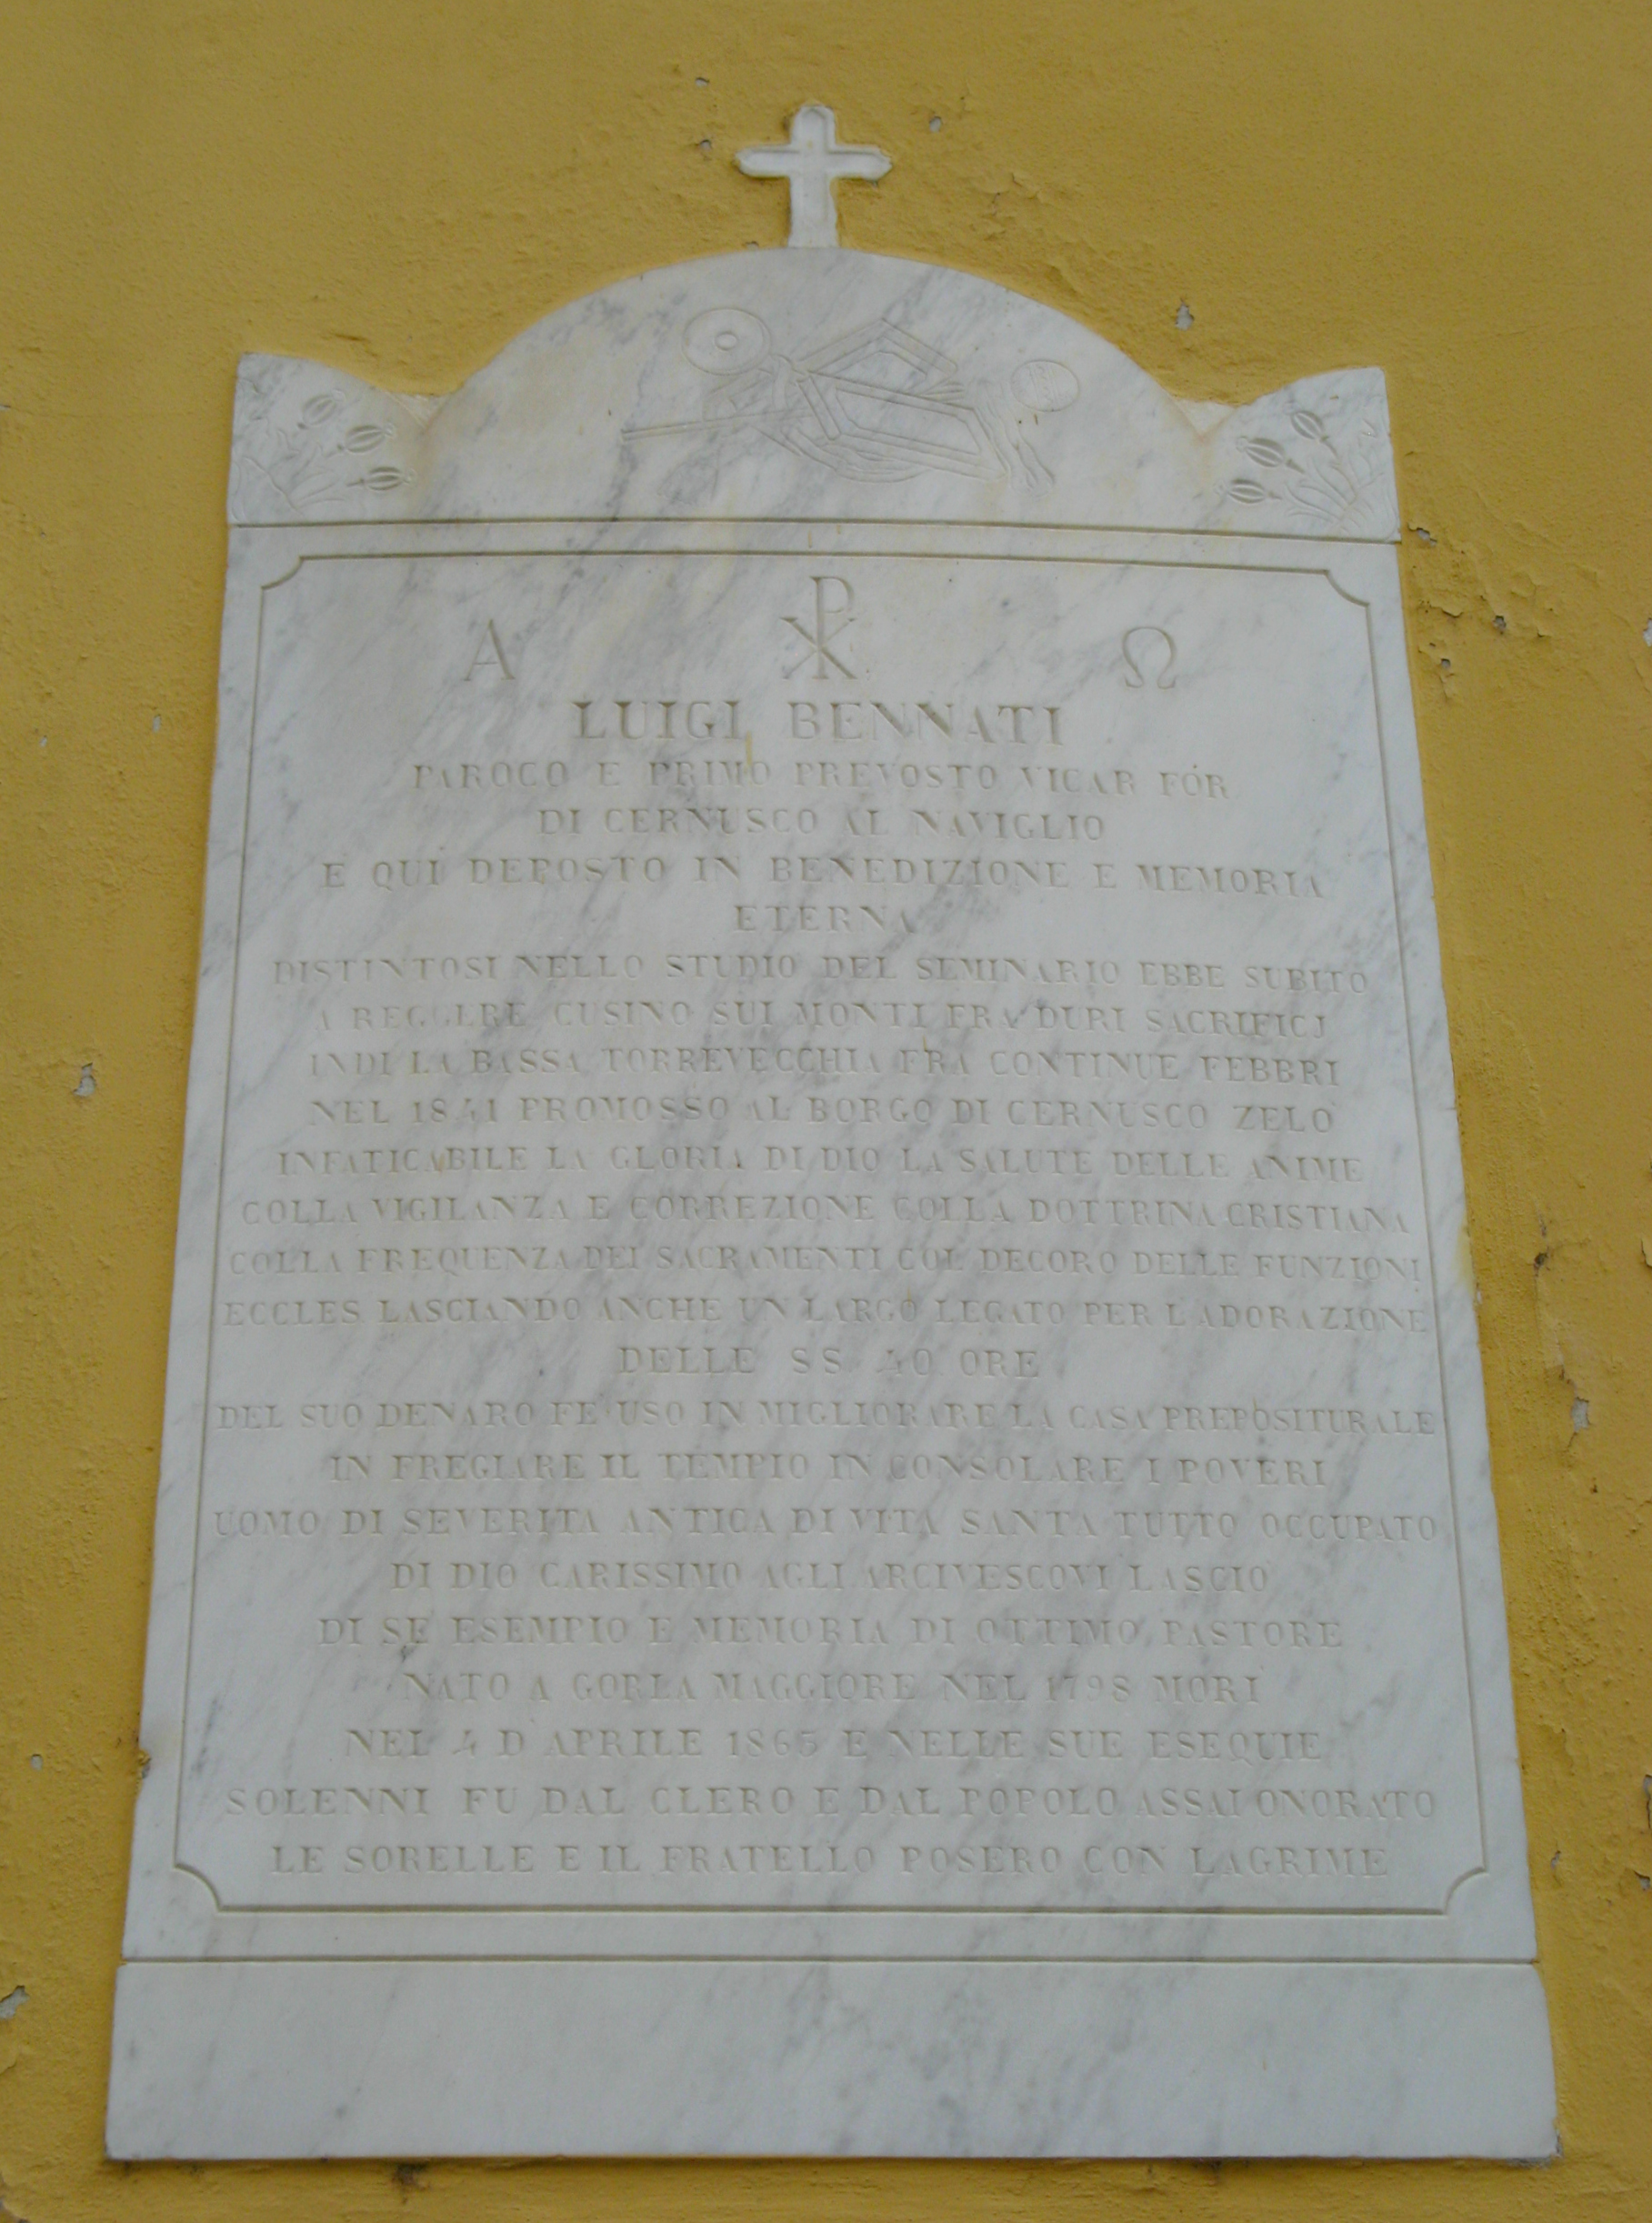 Α ☧ Ω
LUIGI BENNATI
PAROCO E PRIMO PREVOSTO VICAR FOR
DI CERNUSCO AL NAVIGLIO
E QUI DEPOSTO IN BENEDIZIONE E MEMORIA
ETERNA
DISTINTOSI NELLO STUDIO DEL SEMINARIO EBBE SUBITO
A REGGERE CUSINO SUI MONTI FRA DURI SACRIFICJ
INDI LA BASSA TORREVECCHIA FRA CONTINUE FEBBRI
NEL 1841 PROMOSSO AL BORGO DI CERNUSCO ZELÒ
INFATICABILE LA GLORIA DI DIO LA SALUTE DELLE ANIME
COLLA VIGILANZA E CORREZIONE COLLA DOTTRINA CRISTIANA
COLLA FREQUENZA DEI SACRAMENTI COL DECORO DELLE FUNZIONI
ECCLES LASCIANDO ANCHE UN LARGO LEGATO PER L'ADORAZIONE
DELLE SS 40 ORE
DEL SUO DENARO FE' USO IN MIGLIORARE LA CASA PREPOSITURALE
IN FREGIARE IL TEMPIO IN CONSOLARE I POVERI
UOMO DI SEVERITA ANTICA DI VITA SANTA TUTTO OCCUPATO
DI DIO CARISSIMO AGLI ARCIVESCOVI LASCIÒ
DI SÈ ESEMPIO E MEMORIA DI OTTIMO PASTORE
NATO A GORLA MAGGIORE NEL 1798 MORÌ
NEL 4 D'APRILE 1865 E NELLE SUE ESEQUIE
SOLENNI FU DAL CLERO E DAL POPOLO ASSAI ONORATO
LE SORELLE E IL FRATELLO POSERO CON LAGRIME